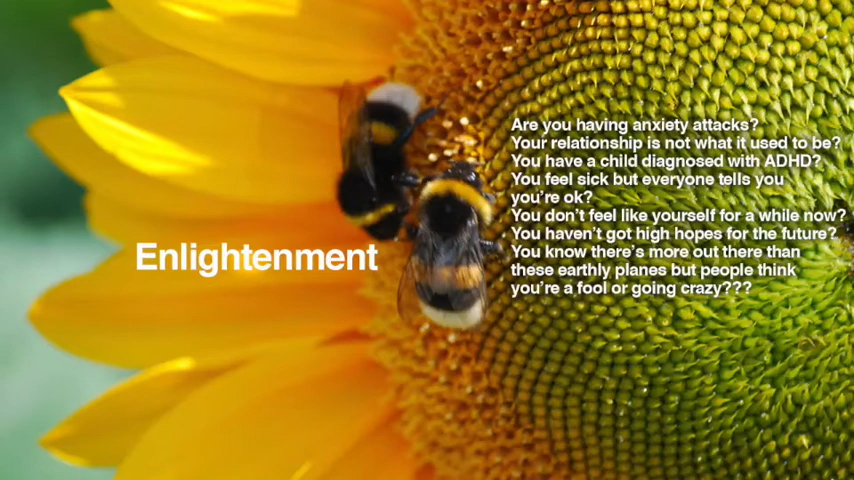 Enlightenment
Are you having anxiety attacks?
Your relationship is not what it used to be?
You have a child diagnosed with ADHD?
You feel sick but everyone tells you
you're ok?
You don't feel like yourself for a while now?
You haven't got high hopes for the future?
You know there's more out there than
these earthly planes but people think
you're a fool or going crazy???